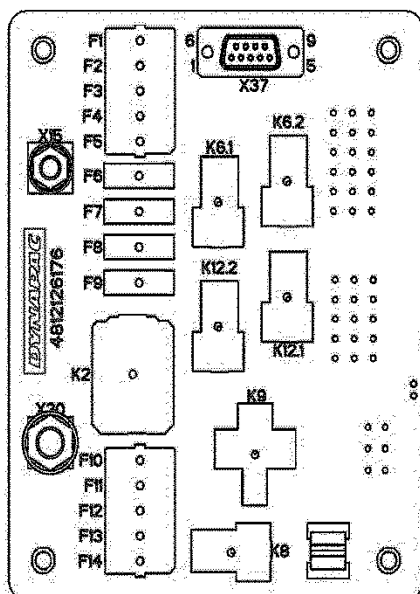 F1
F2
F3
F4
F5
6 9
1 5
X37
X15
K6.1
K6.2
F6
F7
F8
F9
DYNAPAC
4812126176
K12.2
K12.1
K2
X20
K9
F10
F11
F12
F13
F14
K8